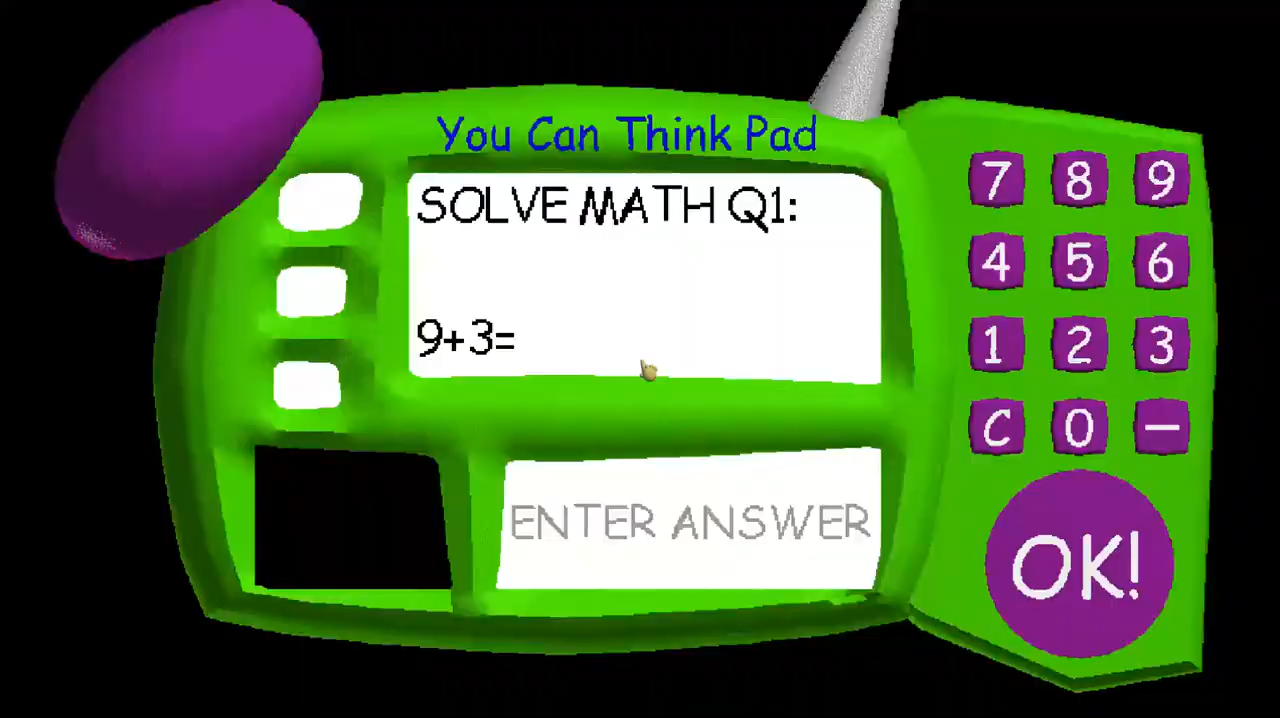 You Can Think Pad
SOLVE MATH Q1:
9+3=
ENTER ANSWER
7 8 9
4 5 6
1 2 3
C 0 —
OK!